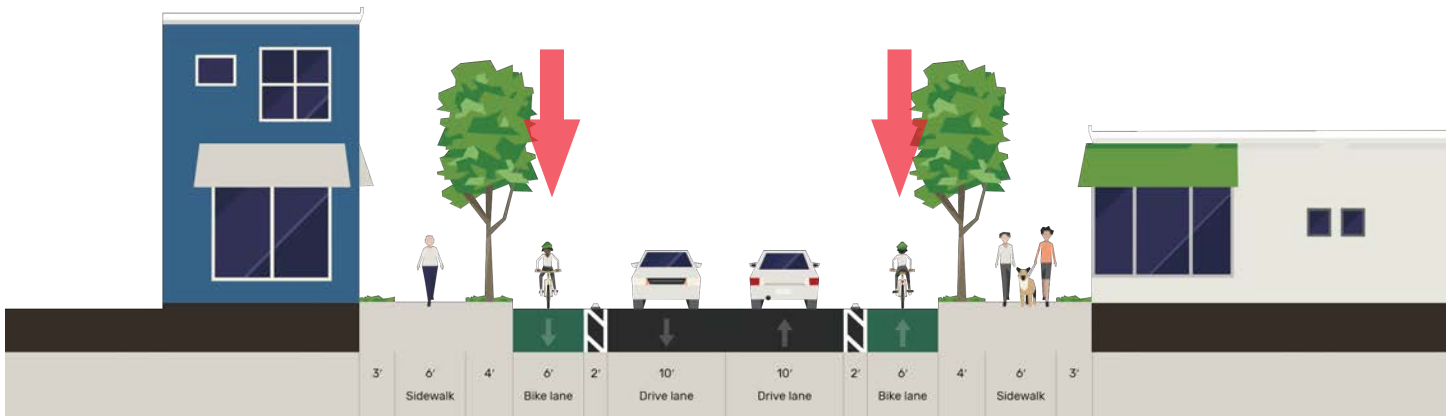 3' 6' 4' 6' 2' 10' 10' 2' 6' 4' 6' 3'
Sidewalk Bike lane Drive lane Drive lane Bike lane Sidewalk